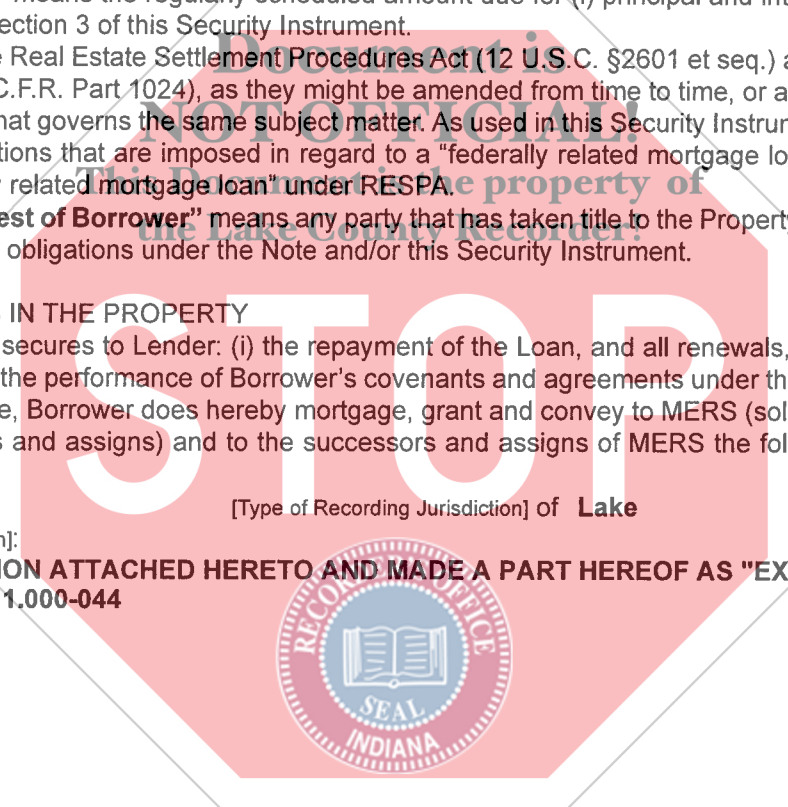 means the regularly scheduled amount due for (i) principal and int
ection 3 of this Security Instrument.
Real Estate Settlement Procedures Act (12 U.S.C. §2601 et seq.) a
C.F.R. Part 1024), as they might be amended from time to time, or a
hat governs the same subject matter. As used in this Security Instrum
tions that are imposed in regard to a "federally related mortgage lo
related mortgage loan" under RESPA.
est of Borrower" means any party that has taken title to the Property
obligations under the Note and/or this Security Instrument.
Document is
NOT OFFICIAL!
This Document is the property of
the Lake County Recorder!
IN THE PROPERTY
secures to Lender: (i) the repayment of the Loan, and all renewals,
the performance of Borrower's covenants and agreements under th
e, Borrower does hereby mortgage, grant and convey to MERS (sol
s and assigns) and to the successors and assigns of MERS the fol
STOP
[Type of Recording Jurisdiction] of Lake
n]:
ION ATTACHED HERETO AND MADE A PART HEREOF AS "EX
1.000-044
RECORDER'S OFFICE
SEAL
INDIANA